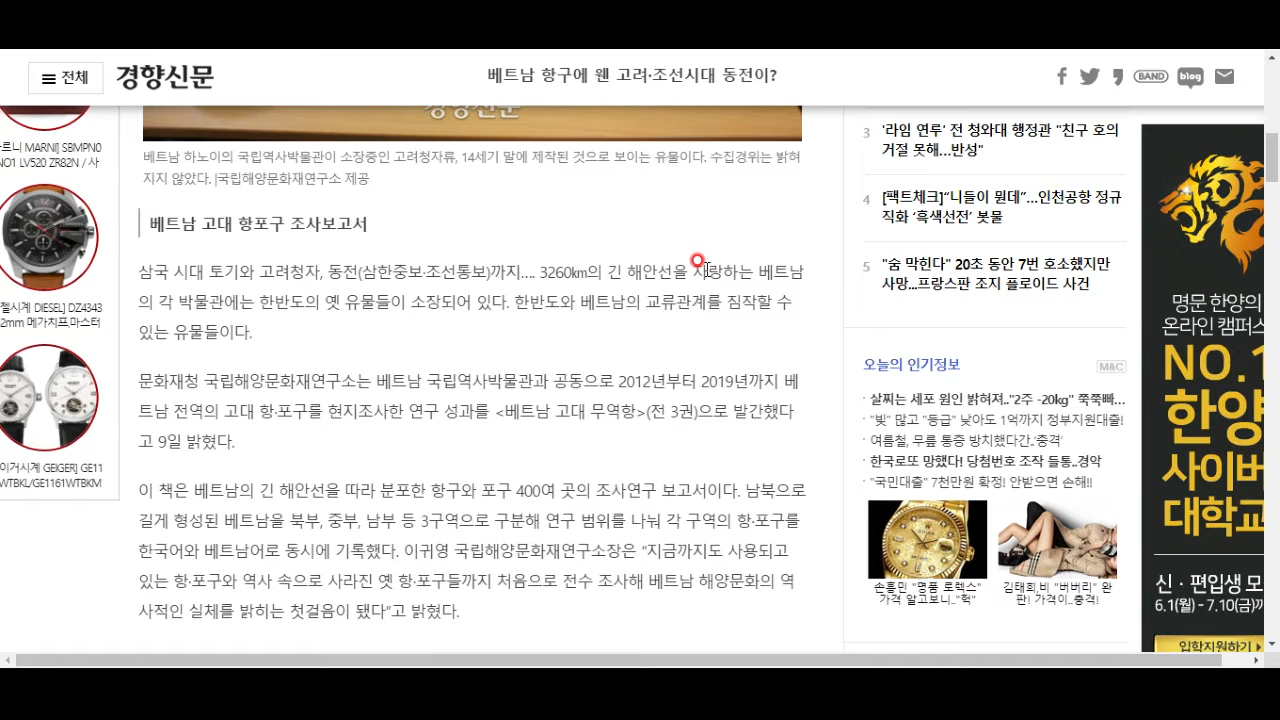 전체
경향신문
베트남 항구에 웬 고려·조선시대 동전이?
BAND
blog
경향신문
베트남 하노이의 국립역사박물관이 소장중인 고려청자류, 14세기 말에 제작된 것으로 보이는 유물이다. 수집경위는 밝혀
지지 않았다. |국립해양문화재연구소 제공
베트남 고대 항포구 조사보고서
삼국 시대 토기와 고려청자, 동전(삼한중보·조선통보)까지.... 3260㎞의 긴 해안선을 자랑하는 베트남
의 각 박물관에는 한반도의 옛 유물들이 소장되어 있다. 한반도와 베트남의 교류관계를 짐작할 수
있는 유물들이다.
문화재청 국립해양문화재연구소는 베트남 국립역사박물관과 공동으로 2012년부터 2019년까지 베
트남 전역의 고대 항·포구를 현지조사한 연구 성과를 <베트남 고대 무역항>(전 3권)으로 발간했다
고 9일 밝혔다.
이 책은 베트남의 긴 해안선을 따라 분포한 항구와 포구 400여 곳의 조사연구 보고서이다. 남북으로
길게 형성된 베트남을 북부, 중부, 남부 등 3구역으로 구분해 연구 범위를 나눠 각 구역의 항·포구를
한국어와 베트남어로 동시에 기록했다. 이귀영 국립해양문화재연구소장은 “지금까지도 사용되고
있는 항·포구와 역사 속으로 사라진 옛 항·포구들까지 처음으로 전수 조사해 베트남 해양문화의 역
사적인 실체를 밝히는 첫걸음이 됐다”고 밝혔다.
르니 MARNI] SBMPN0
NO1 LV520 ZR82N / 사
젤시계 DIESEL] DZ4343
2mm 메가치프,마스터
이거시계 GEIGER] GE11
WTBKL/GE1161WTBKM
3 '라임 연루' 전 청와대 행정관 "친구 호의
거절 못해…반성"
4 [팩트체크]“니들이 뭔데”…인천공항 정규
직화 ‘흑색선전’ 봇물
5 "숨 막힌다" 20초 동안 7번 호소했지만
사망...프랑스판 조지 플로이드 사건
오늘의 인기정보
M&C
· 살찌는 세포 원인 밝혀져.."2주 -20kg" 쭉쭉빠...
· "빚" 많고 "등급" 낮아도 1억까지 정부지원대출!
· 여름철, 무릎 통증 방치했다간..'충격'
· 한국로또 망했다! 당첨번호 조작 들통..경악
· "국민대출" 7천만원 확정! 안받으면 손해!!
손흥민 "명품 로렉스"
가격 알고보니.."헉"
김태희,비 "버버리" 완
판! 가격이..충격!
명문 한양의
온라인 캠퍼스
NO.1
한양
사이버
대학교
신 · 편입생 모
6.1(월) - 7.10(금)까
입학지원하기